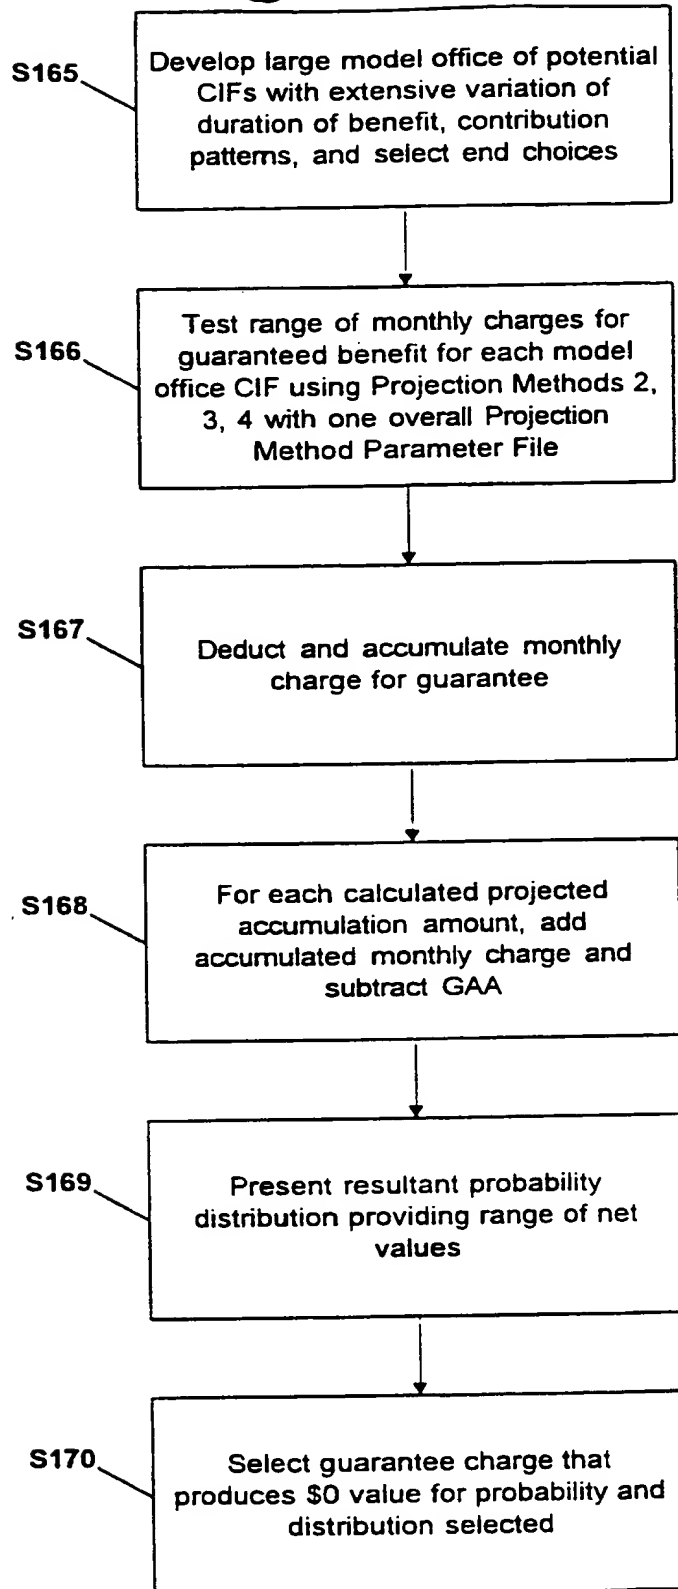 S165
Develop large model office of potential
CIFs with extensive variation of
duration of benefit, contribution
patterns, and select end choices
S166
Test range of monthly charges for
guaranteed benefit for each model
office CIF using Projection Methods 2,
3, 4 with one overall Projection
Method Parameter File
S167
Deduct and accumulate monthly
charge for guarantee
S168
For each calculated projected
accumulation amount, add
accumulated monthly charge and
subtract GAA
S169
Present resultant probability
distribution providing range of net
values
S170
Select guarantee charge that
produces $0 value for probability and
distribution selected